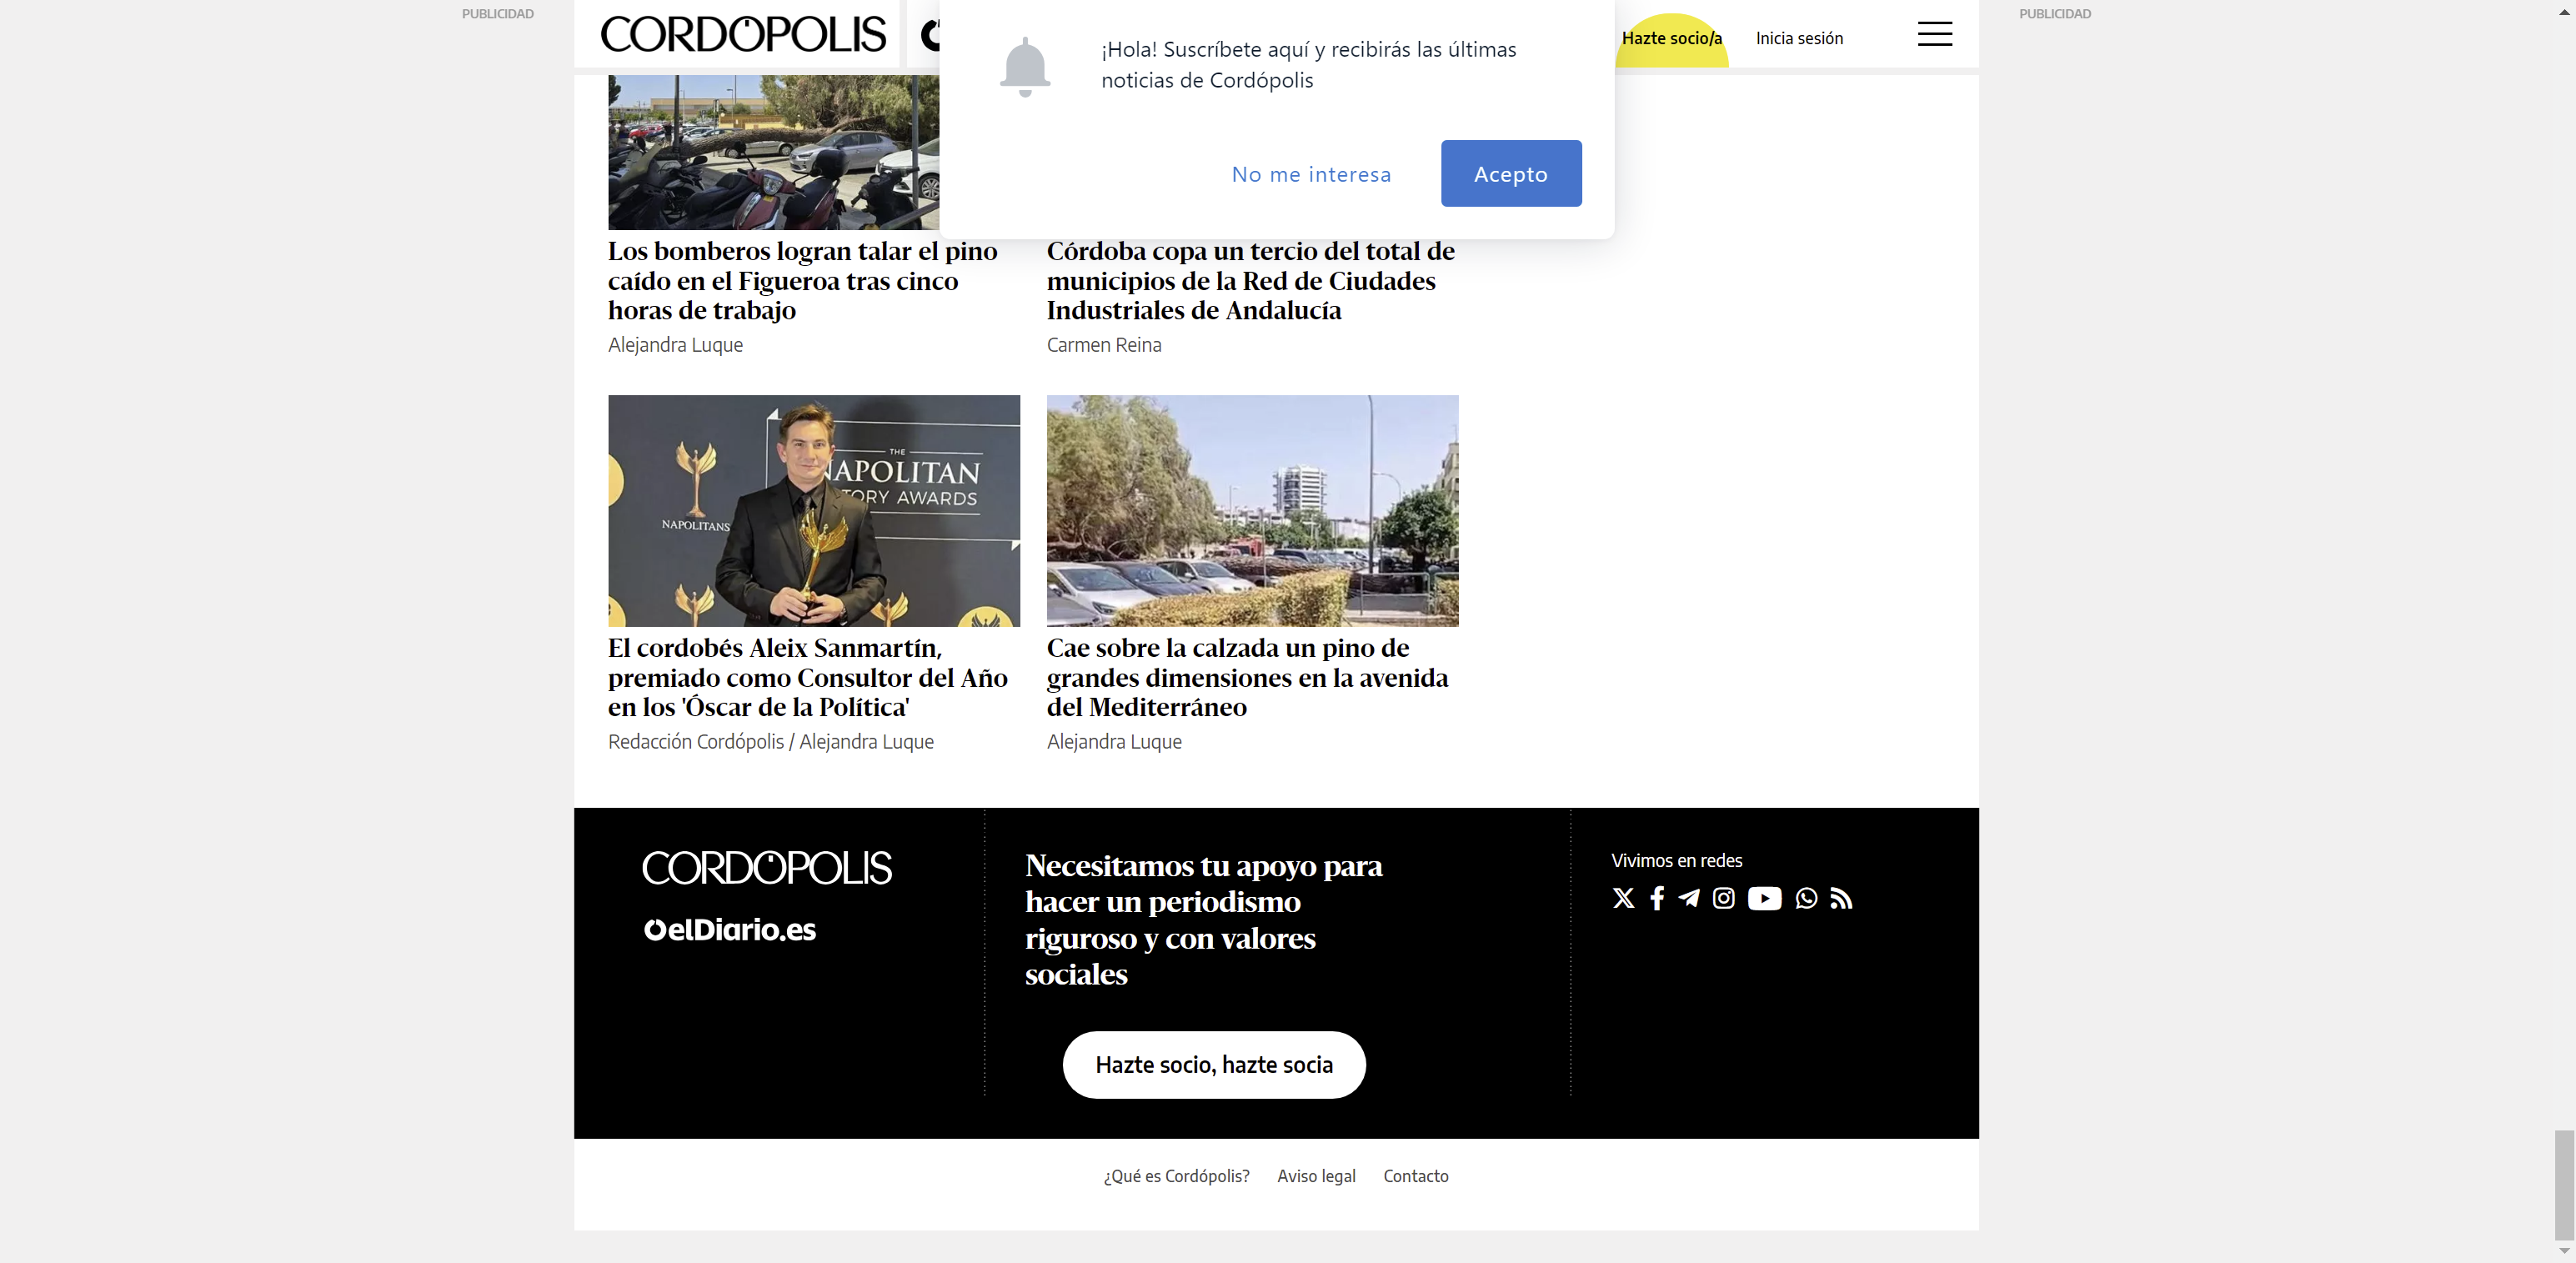 PUBLICIDAD
PUBLICIDAD
CORDÓPOLIS
¡Hola! Suscríbete aquí y recibirás las últimas
noticias de Cordópolis
No me interesa
Acepto
Hazte socio/a
Inicia sesión
Los bomberos logran talar el pino
caído en el Figueroa tras cinco
horas de trabajo
Alejandra Luque
Córdoba copa un tercio del total de
municipios de la Red de Ciudades
Industriales de Andalucía
Carmen Reina
THE
NAPOLITAN
TORY AWARDS
NAPOLITANS
El cordobés Aleix Sanmartín,
premiado como Consultor del Año
en los 'Óscar de la Política'
Redacción Cordópolis / Alejandra Luque
Cae sobre la calzada un pino de
grandes dimensiones en la avenida
del Mediterráneo
Alejandra Luque
CORDÓPOLIS
elDiario.es
Necesitamos tu apoyo para
hacer un periodismo
riguroso y con valores
sociales
Hazte socio, hazte socia
Vivimos en redes
¿Qué es Cordópolis?
Aviso legal
Contacto